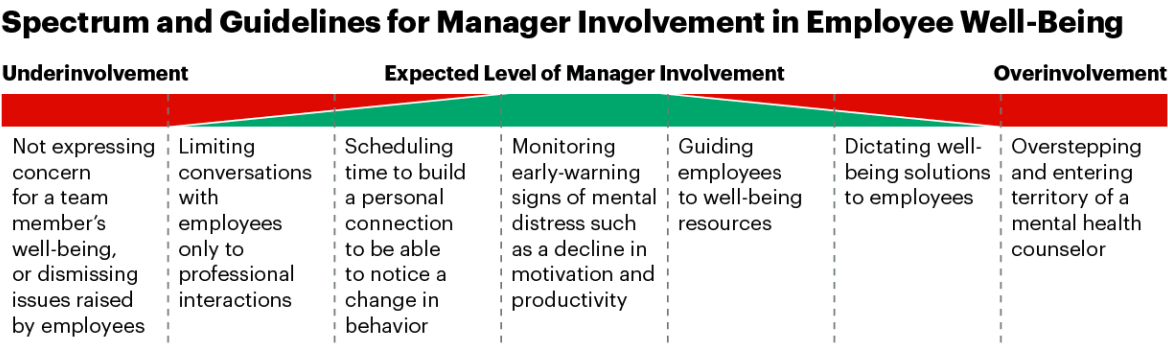 Spectrum and Guidelines for Manager Involvement in Employee Well-Being
Underinvolvement
Expected Level of Manager Involvement
Overinvolvement
Not expressing
concern
for a team
member’s
well-being,
or dismissing
issues raised
by employees
Limiting
conversations
with
employees
only to
professional
interactions
Scheduling
time to build
a personal
connection
to be able
to notice a
change in
behavior
Monitoring
early-warning
signs of mental
distress such
as a decline in
motivation and
productivity
Guiding
employees
to well-being
resources
Dictating well-
being solutions
to employees
Overstepping
and entering
territory of a
mental health
counselor